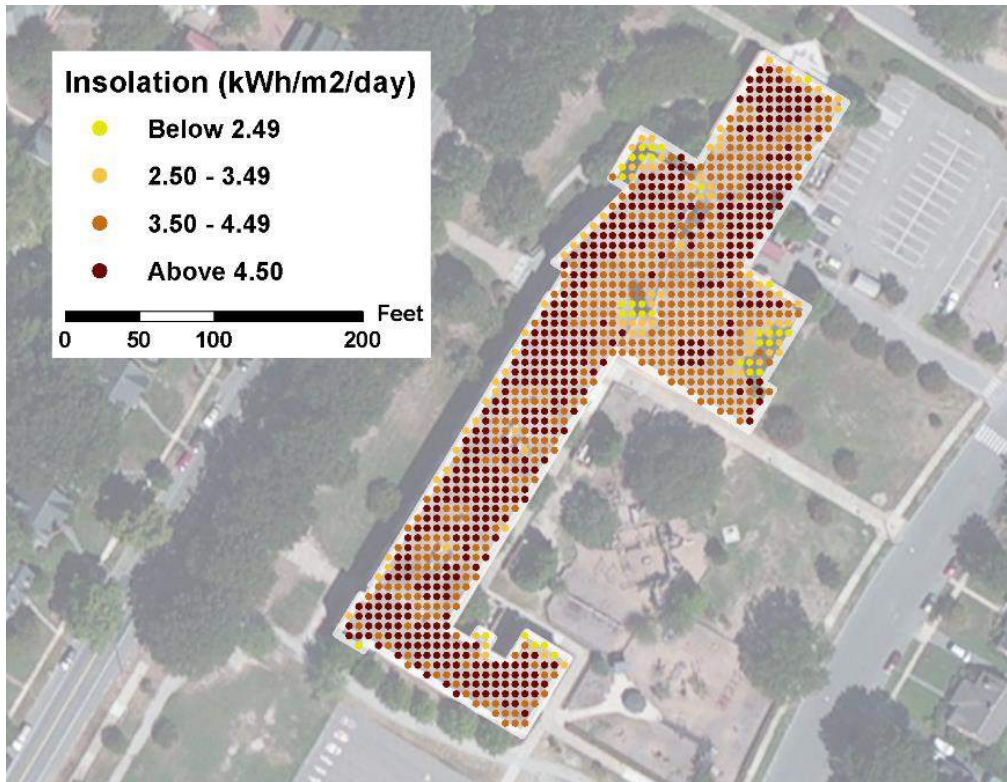 Insolation (kWh/m2/day)
Below 2.49
2.50 - 3.49
3.50 - 4.49
Above 4.50
Feet
0 50 100 200